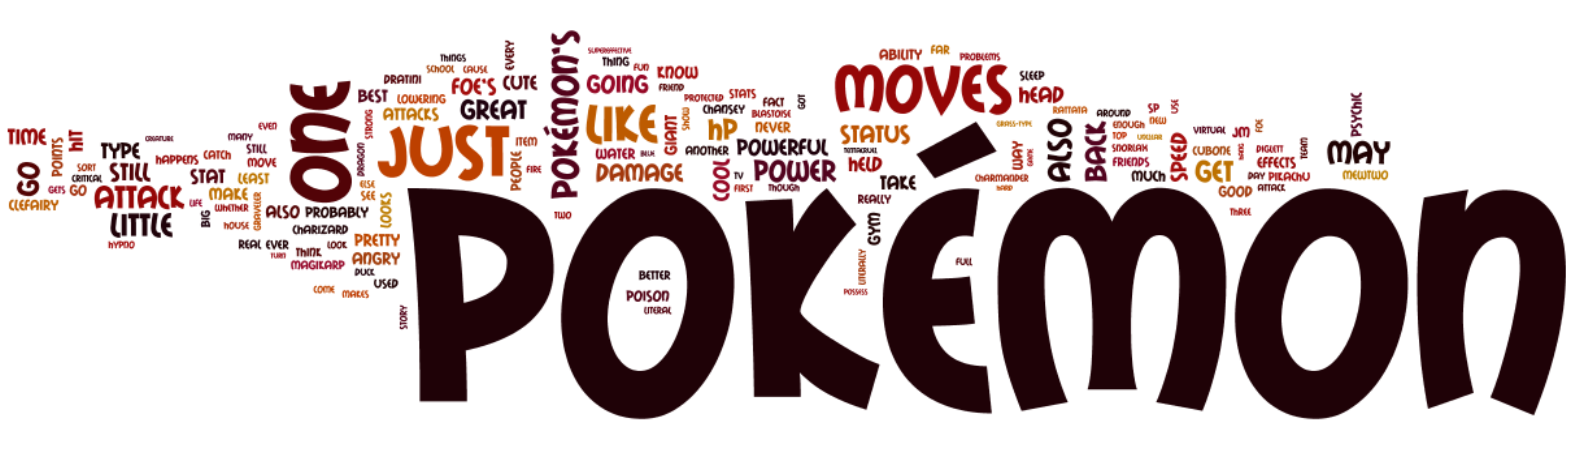 TIME
GO
POINTS
HIT
GETS
CLEFAIRY
SORT
CRITICAL
GO
TYPE
STILL
ATTACK
LITTLE
HYPNO
CREATURE
HAPPENS
CATCH
STAT
LIFE
MANY
EVEN
STILL
MOVE
LEAST
MAKE
WHETHER
BIG
HOUSE
GRAVELER
ALSO
PROBABLY
CHARIZARD
REAL
EVER
TURN
THINK
LOOK
MAGIKARP
COME
MAKES
PRETTY
ANGRY
DUCK
USED
STORY
LOOKS
ELSE
SEE
ONE
BEST
STRONG
DRAGON
DRATINI
LOWERING
ATTACKS
JUST
THINGS
SCHOOL
CAUSE
FOE'S
CUTE
EVERY
GREAT
PEOPLE
ITEM
FIRE
POKÉMON'S
TWO
SUPEREFFECTIVE
THING
FUN
GOING
KNOW
FRIEND
LIKE
GIANT
SHOW
WATER
BLUE
DAMAGE
PROTECTED
STATS
CHANSEY
HP
FACT
BLASTOISE
NEVER
GOT
ANOTHER
POWERFUL
COOL
TV
FIRST
POWER
THOUGH
ABILITY
FAR
PROBLEMS
MOVES
SLEEP
HEAD
STATUS
TENTACRUEL
HELD
TAKE
REALLY
GYM
LITERALLY
POSSESS
GRASS-TYPE
WAY
GAME
CHARMANDER
HARD
RATTATA
ALSO
BACK
AROUND
ENOUGH
NEW
TOP
SNORLAX
FRIENDS
MUCH
SP
USE
SPEED
VIRTUAL
JM
FOE
CUBONE
GET
GOOD
DIGLETT
EFFECTS
TEAM
DAY
PIKACHU
ATTACK
THREE
PSYCHIC
MAY
MEWTWO
POKÉMON
BETTER
POISON
LITERAL
FULL